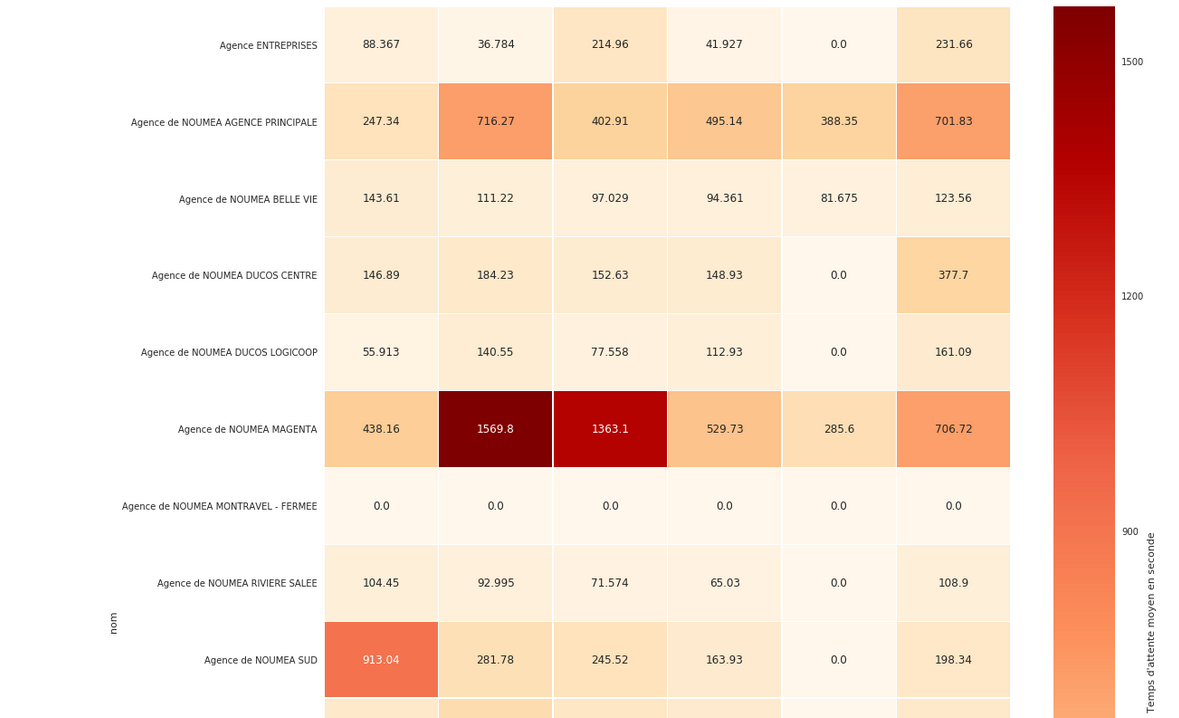 Agence ENTREPRISES 88.367 36.784 214.96 41.927 0.0 231.66
Agence de NOUMEA AGENCE PRINCIPALE 247.34 716.27 402.91 495.14 388.35 701.83
Agence de NOUMEA BELLE VIE 143.61 111.22 97.029 94.361 81.675 123.56
Agence de NOUMEA DUCOS CENTRE 146.89 184.23 152.63 148.93 0.0 377.7
Agence de NOUMEA DUCOS LOGICOOP 55.913 140.55 77.558 112.93 0.0 161.09
Agence de NOUMEA MAGENTA 438.16 1569.8 1363.1 529.73 285.6 706.72
Agence de NOUMEA MONTRAVEL - FERMEE 0.0 0.0 0.0 0.0 0.0 0.0
Agence de NOUMEA RIVIERE SALEE 104.45 92.995 71.574 65.03 0.0 108.9
Agence de NOUMEA SUD 913.04 281.78 245.52 163.93 0.0 198.34
nom
1500
1200
900
Temps d'attente moyen en seconde